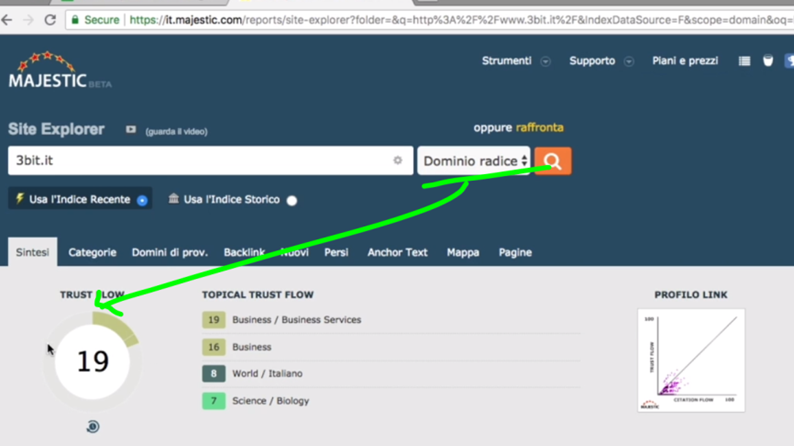 Secure https://it.majestic.com/reports/site-explorer?folder=&q=http%3A%2F%2Fwww.3bit.it%2F&IndexDataSource=F&scope=domain&oq=
MAJESTIC BETA
Strumenti Supporto Piani e prezzi
Site Explorer (guarda il video) oppure raffronta
3bit.it Dominio radice
Usa l'Indice Recente Usa l'Indice Storico
Sintesi Categorie Domini di prov. Backlink Nuovi Persi Anchor Text Mappa Pagine
TRUST FLOW TOPICAL TRUST FLOW PROFILO LINK
19 Business / Business Services
16 Business
8 World / Italiano
7 Science / Biology
19
100
TRUST FLOW
MAJESTIC CITATION FLOW 100